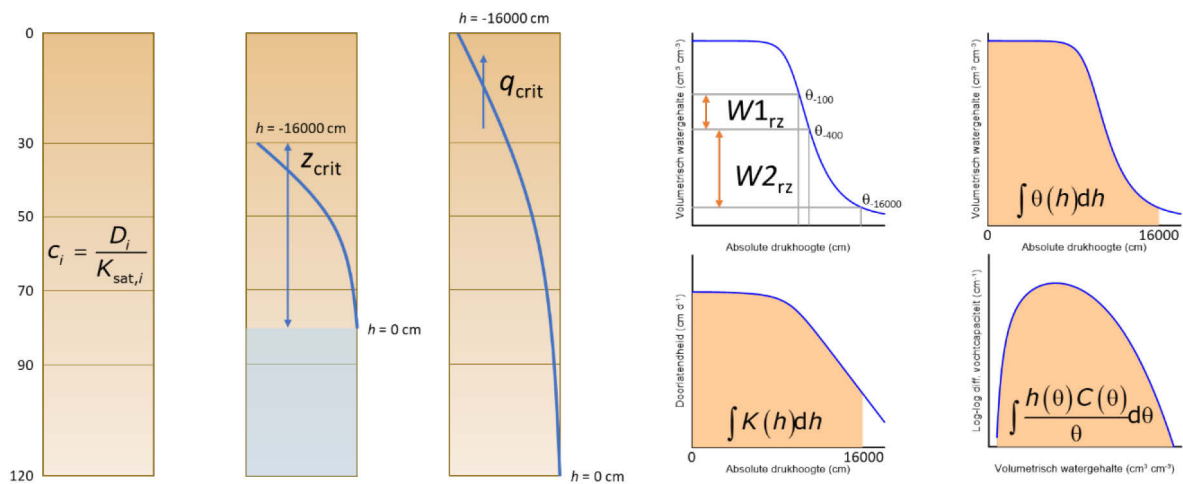 0
30
50
70
90
120
c_i = D_i / K_sat,i
h = -16000 cm
z_crit
h = 0 cm
h = -16000 cm
q_crit
h = 0 cm
Volumetrisch watergehalte (cm³ cm⁻³)
θ-100
W1_rz
θ-400
W2_rz
θ-16000
Absolute drukhoogte (cm)
Volumetrisch watergehalte (cm³ cm⁻³)
∫θ(h)dh
0
16000
Absolute drukhoogte (cm)
Doorlatendheid (cm d⁻¹)
∫K(h)dh
0
16000
Absolute drukhoogte (cm)
Log-log diff. vochtcapaciteit (cm⁻¹)
∫ h(θ)C(θ) / θ dθ
Volumetrisch watergehalte (cm³ cm⁻³)